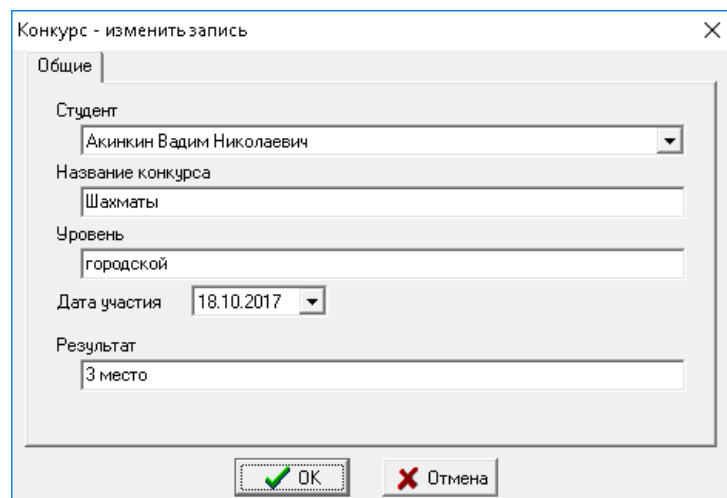 Конкурс - изменить запись
Общие
Студент
Акинкин Вадим Николаевич
Название конкурса
Шахматы
Уровень
городской
Дата участия 18.10.2017
Результат
3 место
OK Отмена